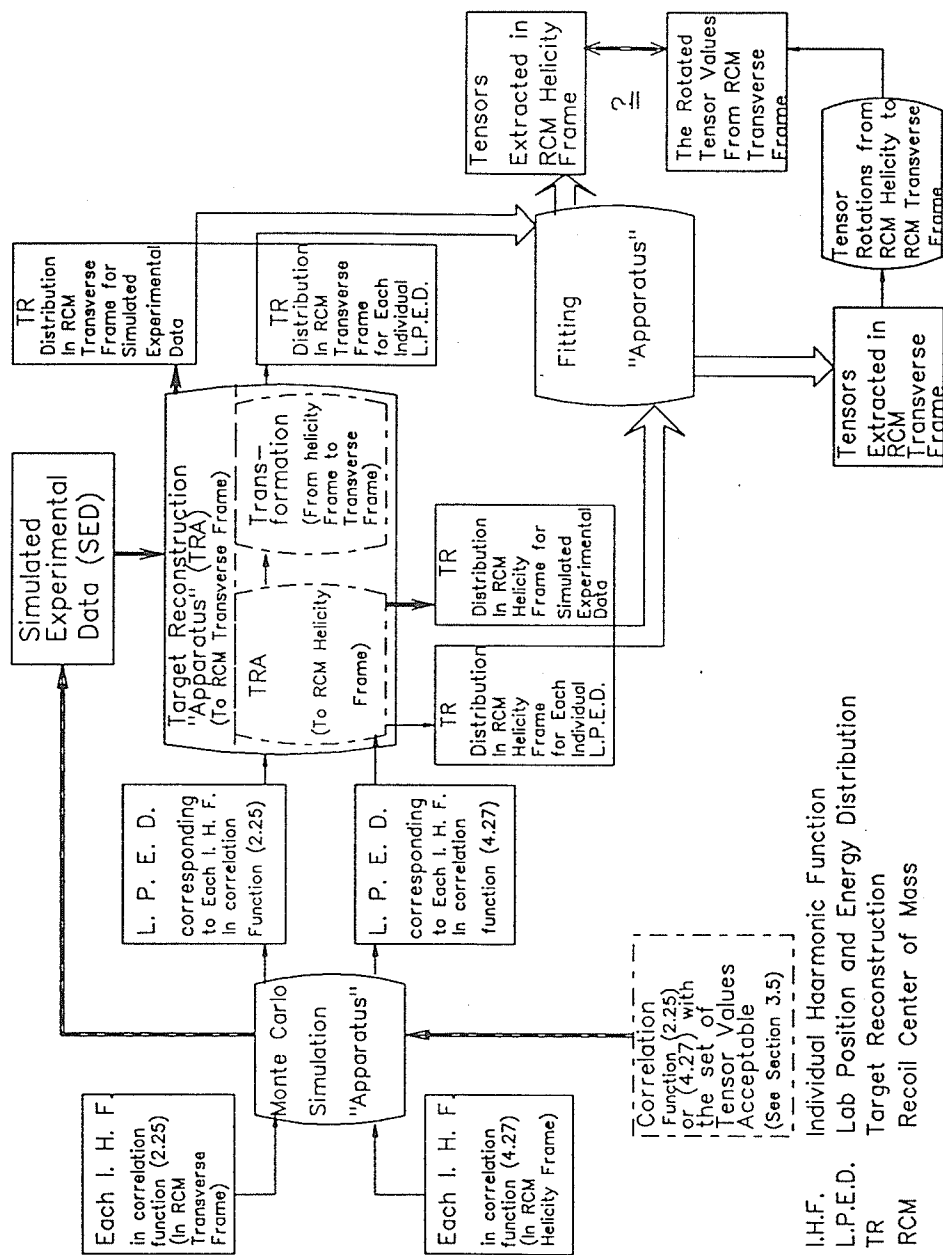 Each I. H. F.
in correlation
function (2.25)
(In RCM
Transverse
Frame)
Each I. H. F.
in correlation
function (4.27)
(In RCM
Helicity Frame)
Monte Carlo
Simulation
"Apparatus"
Correlation
Function (2.25)
or (4.27) with
the set of
Tensor Values
Acceptable
(See Section 3.5)
L. P. E. D.
corresponding
to Each I. H. F.
In correlation
Function (2.25)
L. P. E. D.
corresponding
to Each I. H. F.
In correlation
function (4.27)
Simulated
Experimental
Data (SED)
Target Reconstruction
"Apparatus" (TRA)
(To RCM Transverse Frame)
TRA
(To RCM Helicity
Frame)
Trans-
formation
(From helicity
Frame to
Transverse
Frame)
TR
Distribution
In RCM
Helicity
Frame
for Each
Individual
L.P.E.D.
TR
Distribution
In RCM
Helicity
Frame for
Simulated
Experimental
Data
TR
Distribution
In RCM
Transverse
Frame for
Simulated
Experimental
Data
TR
Distribution
In RCM
Transverse
Frame
for Each
Individual
L.P.E.D.
Fitting
"Apparatus"
Tensors
Extracted in
RCM Helicity
Frame
?
=
The Rotated
Tensor Values
From RCM
Transverse
Frame
Tensors
Extracted in
RCM
Transverse
Frame
Tensor
Rotations from
RCM Helicity to
RCM Transverse
Frame
I.H.F. Individual Haarmonic Function
L.P.E.D. Lab Position and Energy Distribution
TR Target Reconstruction
RCM Recoil Center of Mass